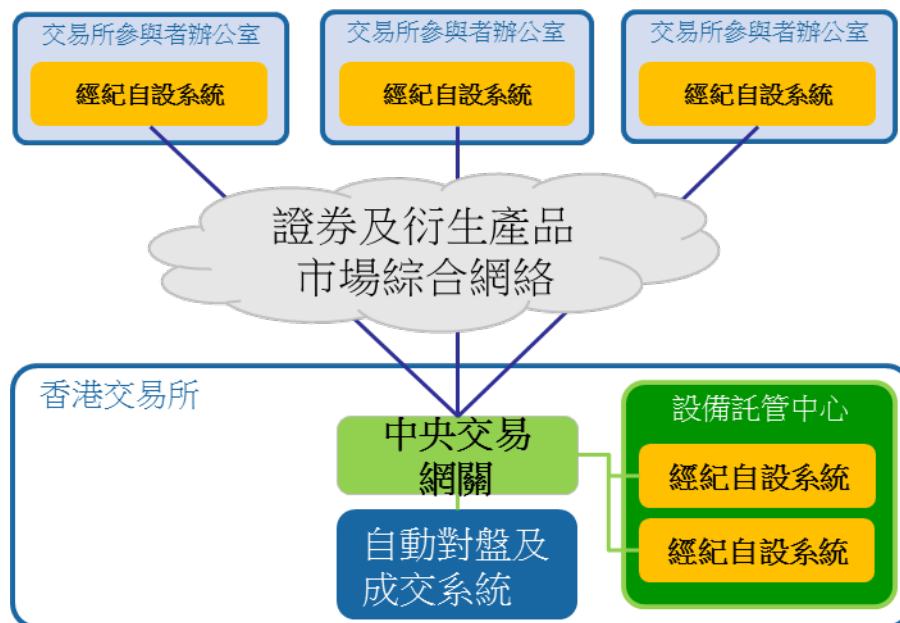 交易所參與者辦公室
經紀自設系統
交易所參與者辦公室
經紀自設系統
交易所參與者辦公室
經紀自設系統
證券及衍生產品
市場綜合網絡
香港交易所
中央交易
網關
自動對盤及
成交系統
設備託管中心
經紀自設系統
經紀自設系統